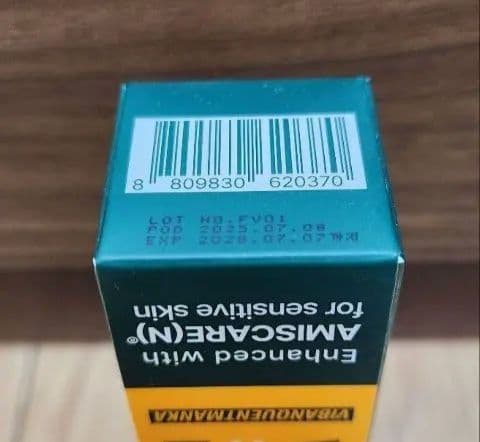 8 809830 620370
LOT NO.FV01
POD 2025.07.08
EXP 2028.07.07
VIBANQUENTMANKA
Enhanced with
AMISCARE(N)®
for sensitive skin